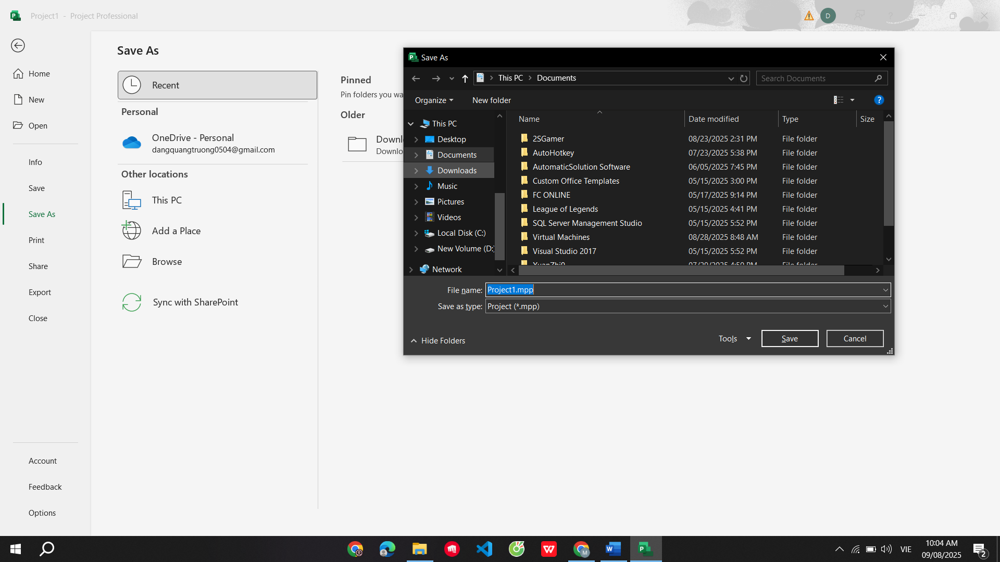 Project1 - Project Professional
D
Save As
Home
New
Open
Info
Save
Save As
Print
Share
Export
Close
Account
Feedback
Options
Recent
Personal
OneDrive - Personal
dangquangtruong0504@gmail.com
Other locations
This PC
Add a Place
Browse
Sync with SharePoint
Pinned
Pin folders you wa
Older
Downl
Downlo
Save As
This PC > Documents
Search Documents
Organize
New folder
This PC
Desktop
Documents
Downloads
Music
Pictures
Videos
Local Disk (C:)
New Volume (D:)
Network
Name Date modified Type Size
2SGamer 08/23/2025 2:31 PM File folder
AutoHotkey 07/23/2025 5:38 PM File folder
AutomaticSolution Software 06/05/2025 7:45 PM File folder
Custom Office Templates 05/15/2025 3:00 PM File folder
FC ONLINE 05/17/2025 9:14 PM File folder
League of Legends 05/15/2025 4:41 PM File folder
SQL Server Management Studio 05/15/2025 5:52 PM File folder
Virtual Machines 08/28/2025 8:48 AM File folder
Visual Studio 2017 05/15/2025 5:52 PM File folder
File name: Project1.mpp
Save as type: Project (*.mpp)
Hide Folders
Tools
Save
Cancel
VIE
10:04 AM
09/08/2025
2